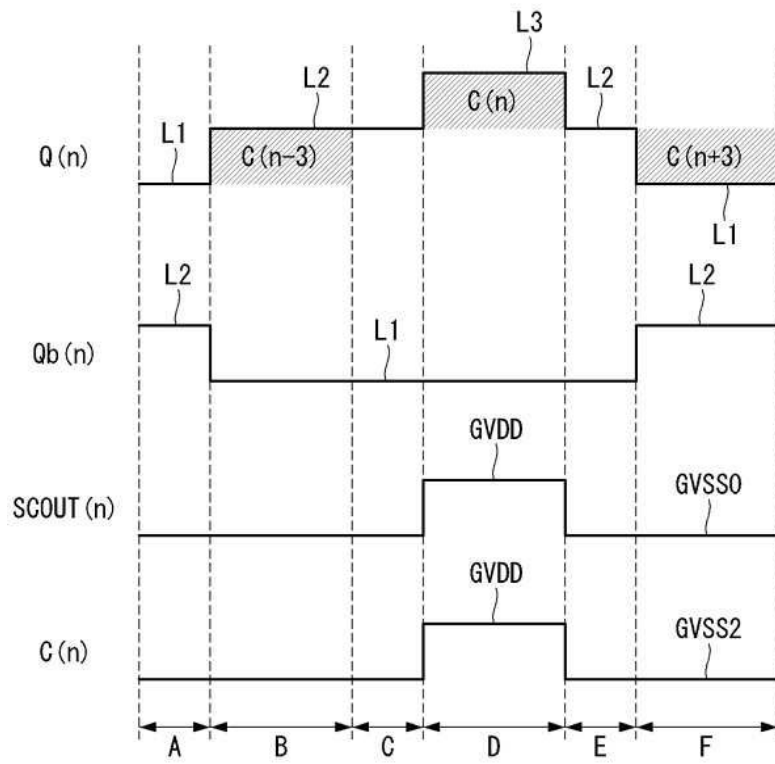 L3
L2
C(n)
L2
Q(n)
L1
C(n-3)
C(n+3)
L1
L2
L2
Qb(n)
L1
GVDD
GVSS0
SCOUT(n)
GVDD
GVSS2
C(n)
A B C D E F